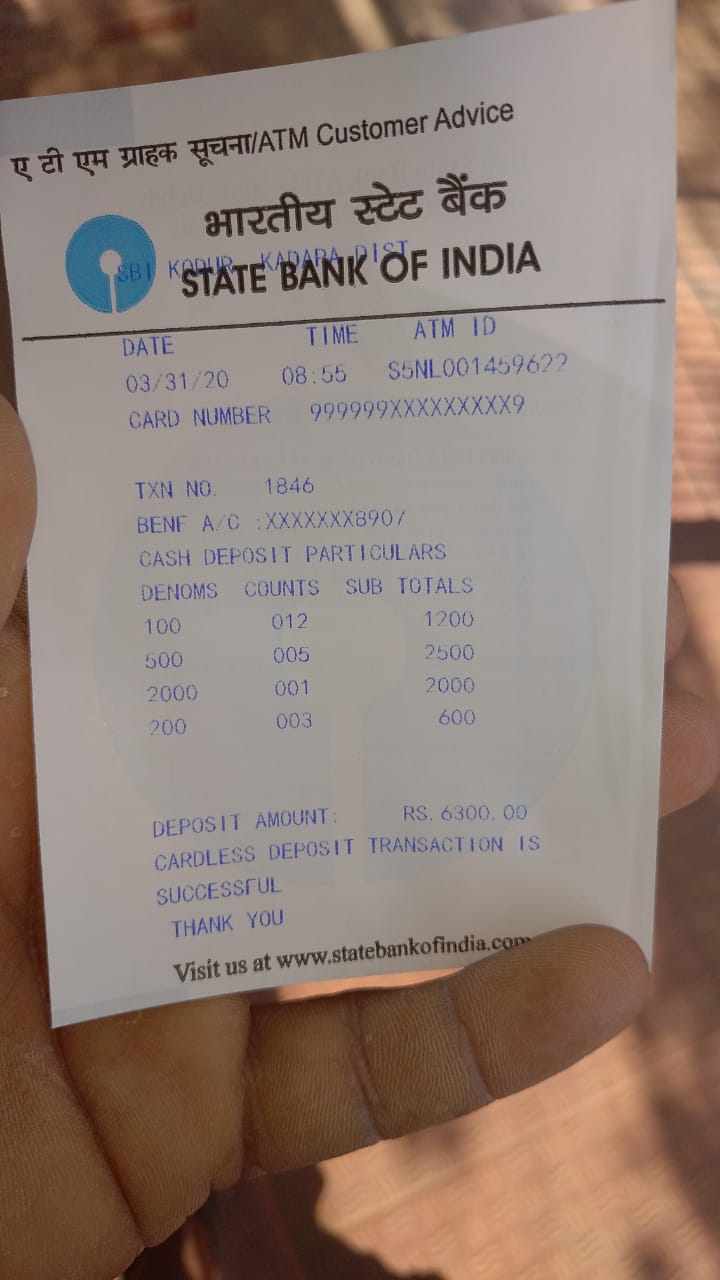 ए टी एम ग्राहक सूचना/ATM Customer Advice
भारतीय स्टेट बैंक
SBI KODUR, KADAPA DIST
STATE BANK OF INDIA
DATE TIME ATM ID
03/31/20 08:55 S5NL001459622
CARD NUMBER 999999XXXXXXXXX9
TXN NO. 1846
BENF A/C :XXXXXXX8907
CASH DEPOSIT PARTICULARS
DENOMS COUNTS SUB TOTALS
100 012 1200
500 005 2500
2000 001 2000
200 003 600
DEPOSIT AMOUNT: RS. 6300.00
CARDLESS DEPOSIT TRANSACTION IS
SUCCESSFUL
THANK YOU
Visit us at www.statebankofindia.com